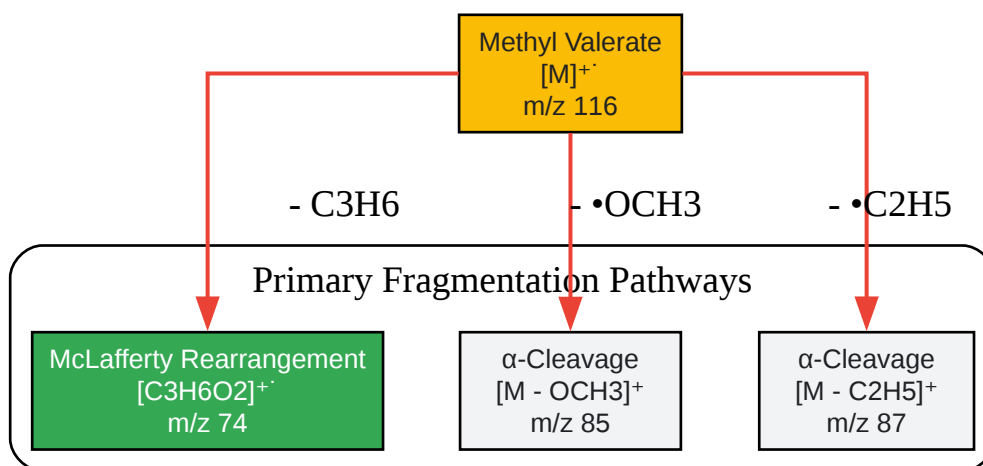 Methyl Valerate
[M]⁺˙
m/z 116
- C3H6
- •OCH3
- •C2H5
Primary Fragmentation Pathways
McLafferty Rearrangement
[C3H6O2]⁺˙
m/z 74
α-Cleavage
[M - OCH3]⁺
m/z 85
α-Cleavage
[M - C2H5]⁺
m/z 87